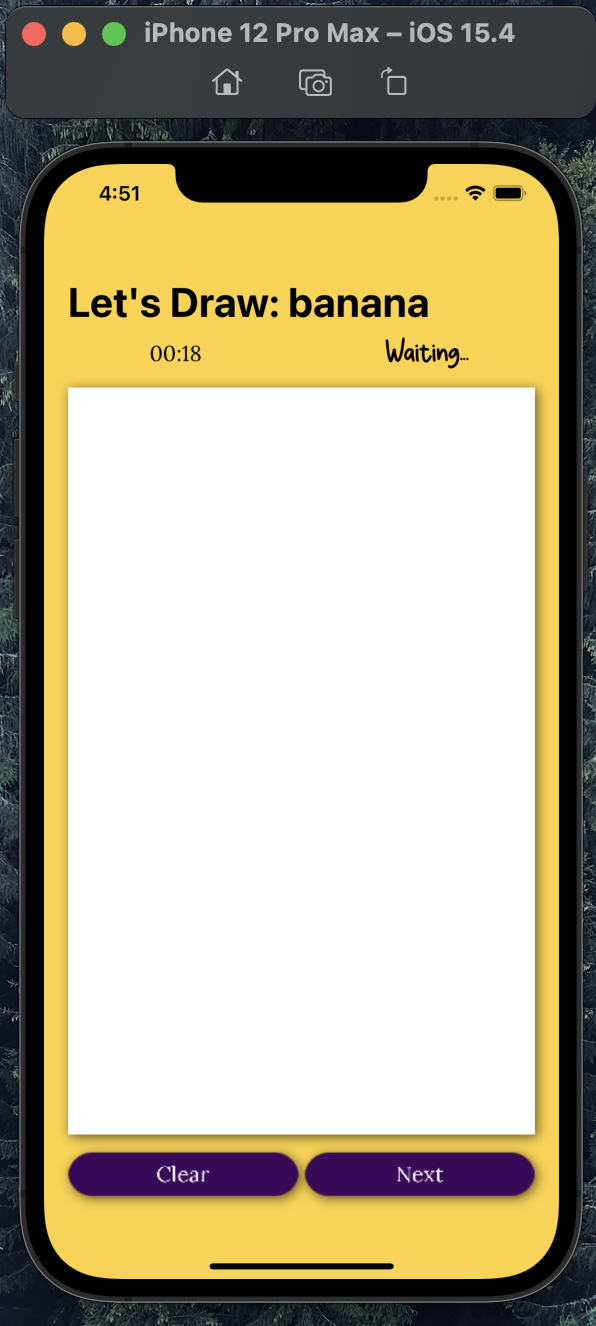 iPhone 12 Pro Max – iOS 15.4
4:51
Let's Draw: banana
00:18 Waiting...
Clear Next